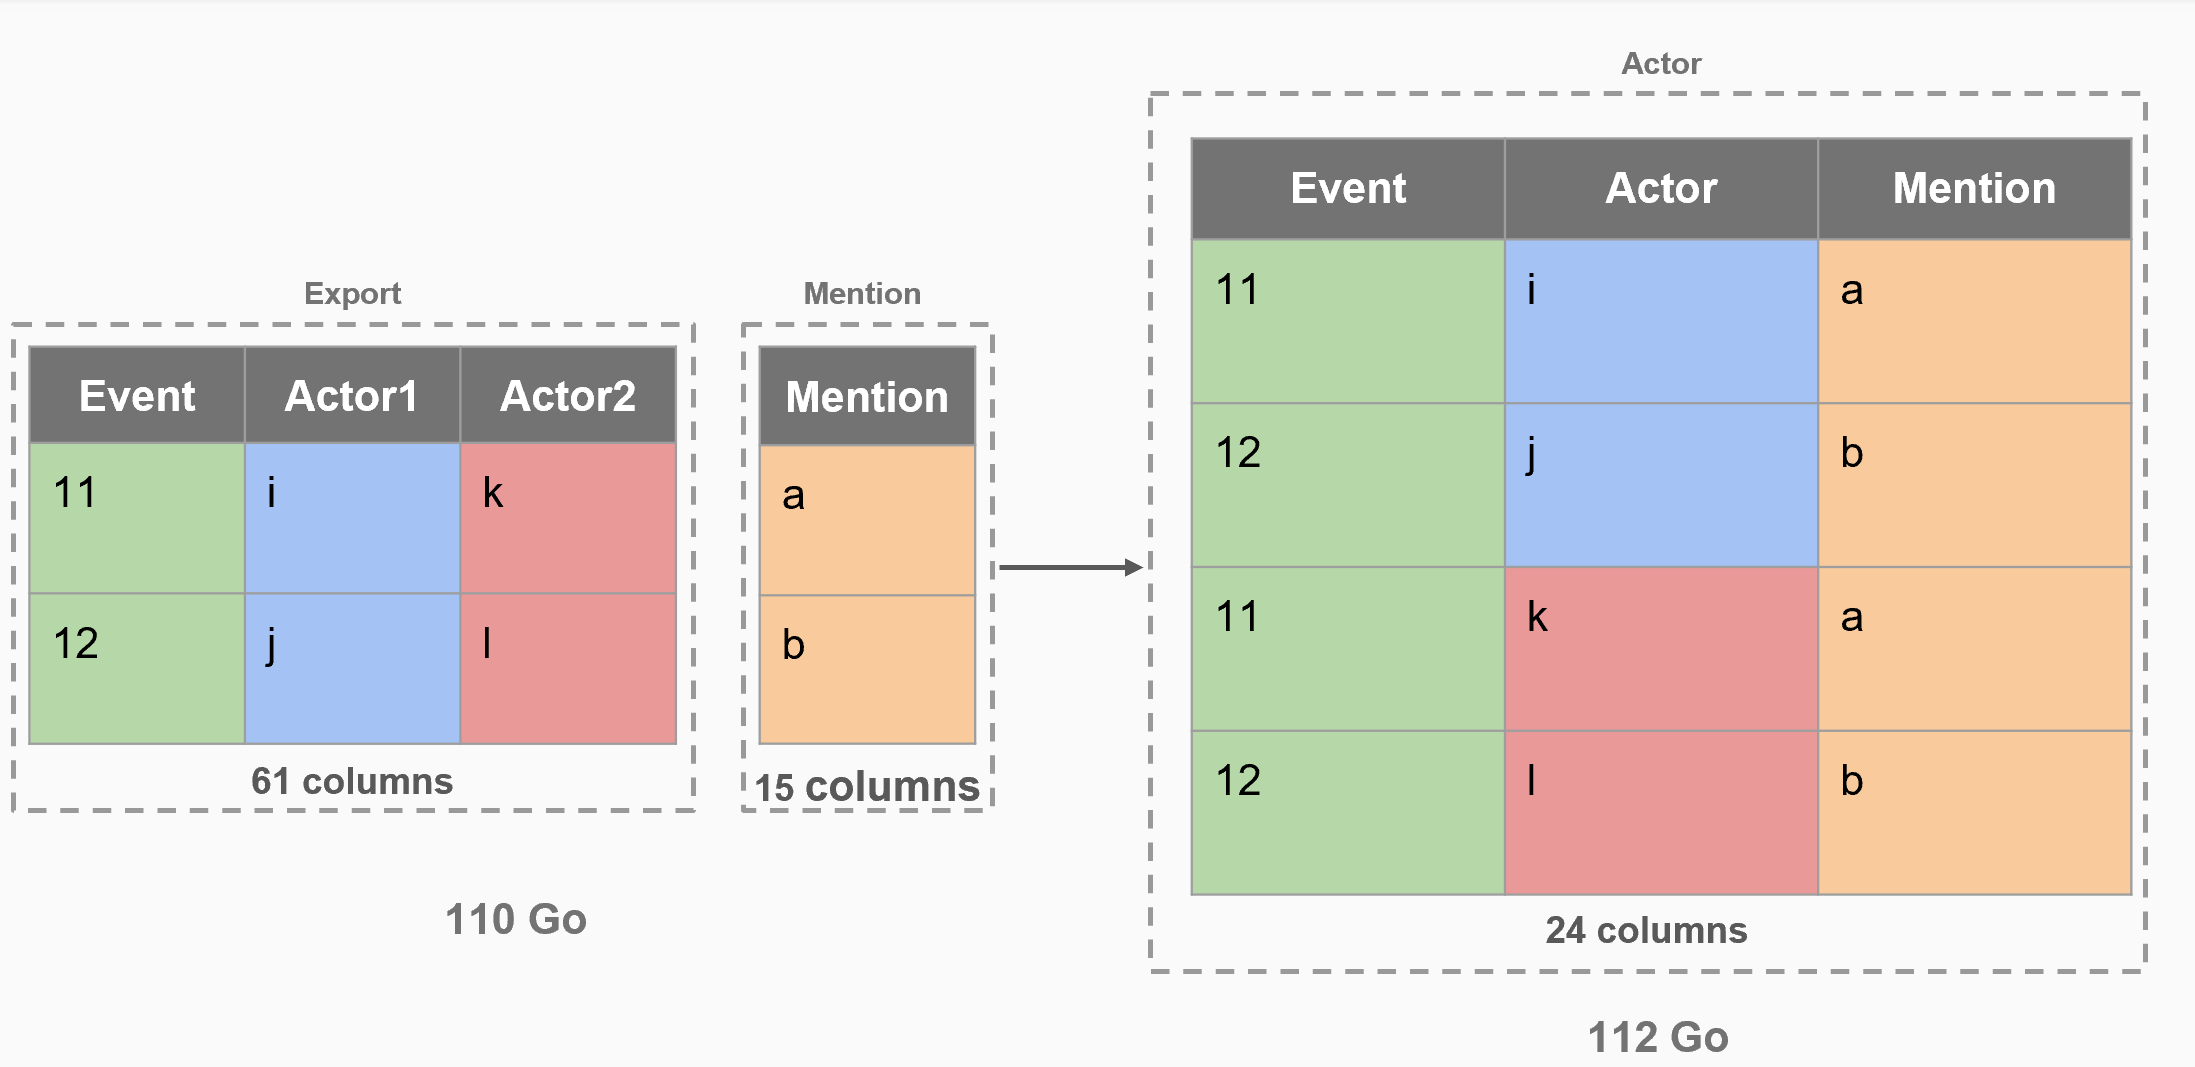 Export
Event Actor1 Actor2
11 i k
12 j l
61 columns
Mention
Mention
a
b
15 columns
110 Go
Actor
Event Actor Mention
11 i a
12 j b
11 k a
12 l b
24 columns
112 Go